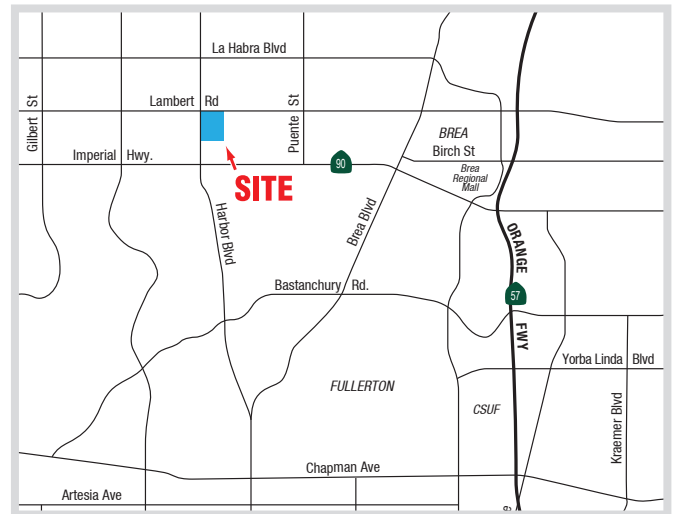 La Habra Blvd
Gilbert St
Lambert Rd
Puente St
BREA
Birch St
Imperial Hwy.
90
Brea
Regional
Mall
SITE
Harbor Blvd
Brea Blvd
ORANGE
FWY
57
Bastanchury Rd.
Yorba Linda Blvd
FULLERTON
CSUF
Kraemer Blvd
Chapman Ave
Artesia Ave